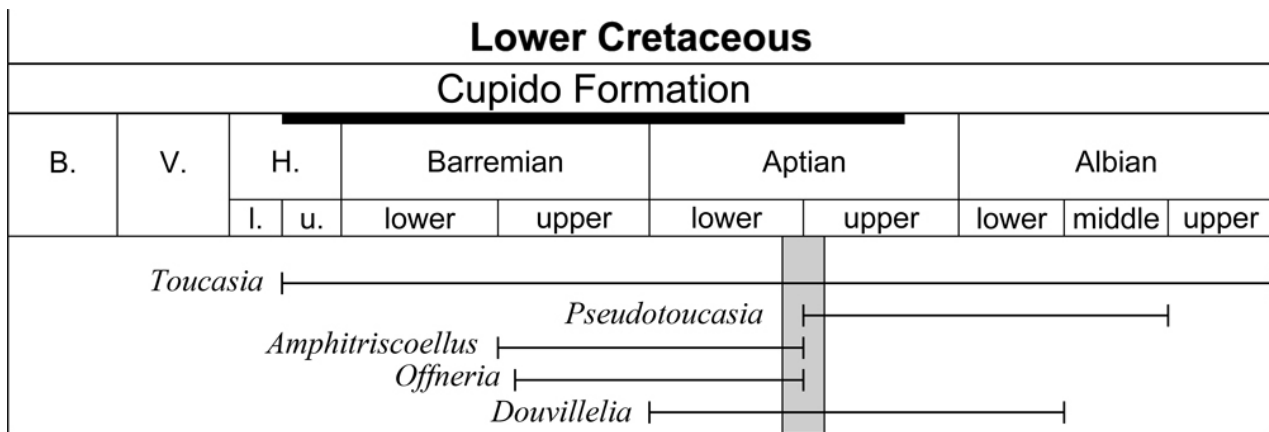 Lower Cretaceous
Cupido Formation
B. V. H. Barremian Aptian Albian
l. u. lower upper lower upper lower middle upper
Toucasia
Pseudotoucasia
Amphitriscoellus
Offneria
Douvillelia